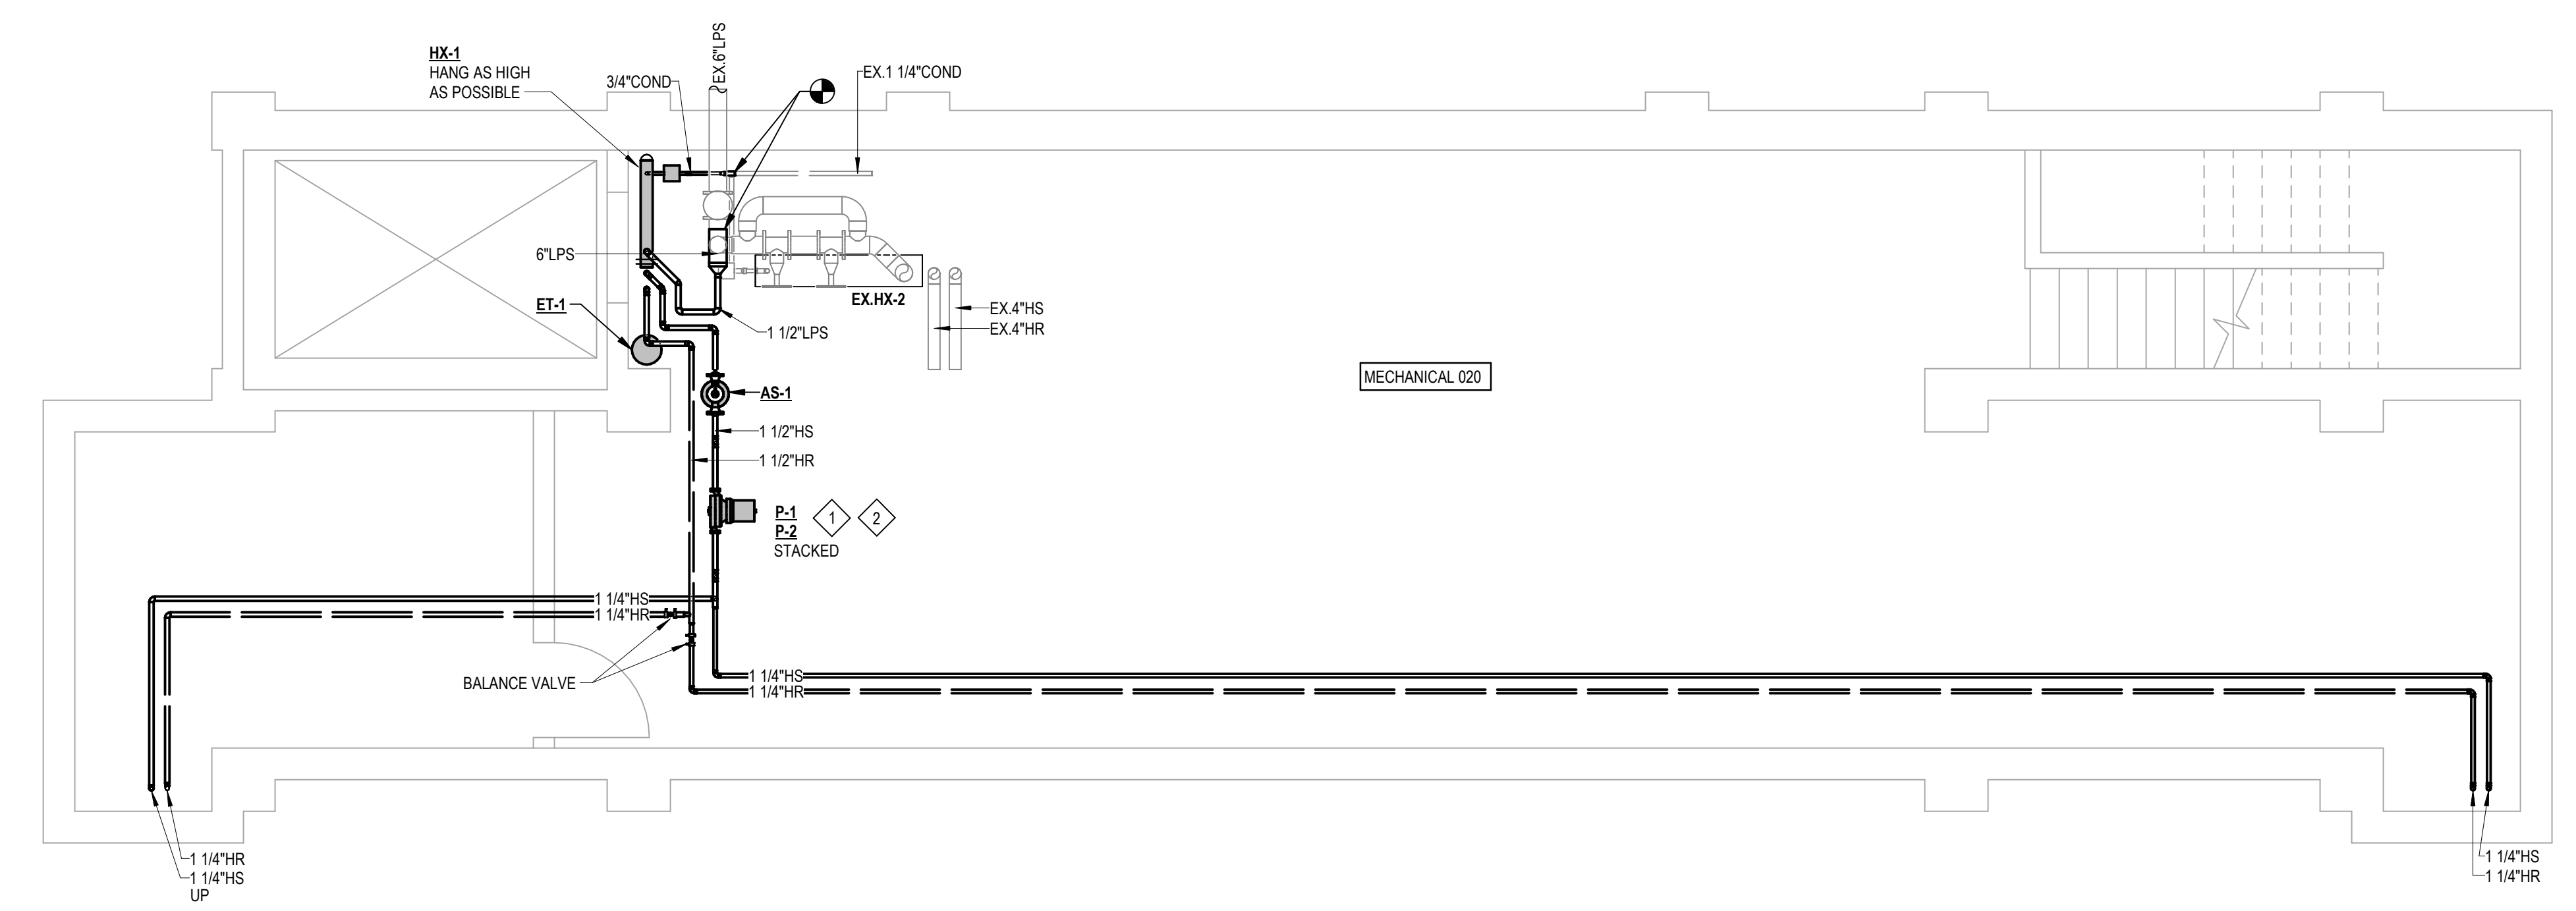 EX.6"LPS
HX-1
HANG AS HIGH
AS POSSIBLE
3/4"COND
EX.1 1/4"COND
6"LPS
EX.HX-2
ET-1
1 1/2"LPS
EX.4"HS
EX.4"HR
MECHANICAL 020
AS-1
1 1/2"HS
1 1/2"HR
P-1
P-2
STACKED
1
2
1 1/4"HS
1 1/4"HR
BALANCE VALVE
1 1/4"HS
1 1/4"HR
1 1/4"HR
1 1/4"HS
UP
1 1/4"HS
1 1/4"HR